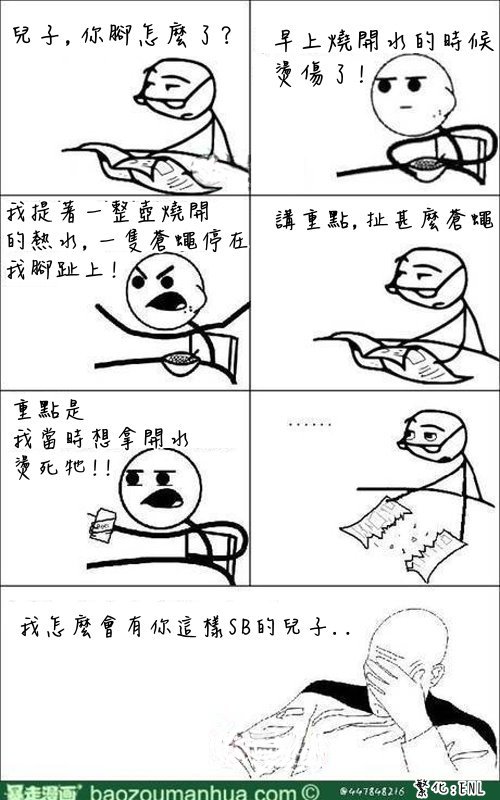 兒子,你腳怎麼了?
早上燒開水的時候
燙傷了!
我提著一整壺燒開
的熱水,一隻蒼蠅停在
我腳趾上!
講重點,扯甚麼蒼蠅
重點是
我當時想拿開水
燙死牠!!
......
我怎麼會有你這樣SB的兒子..
暴走漫画 baozoumanhua.com
@447848216
繁化:ENL